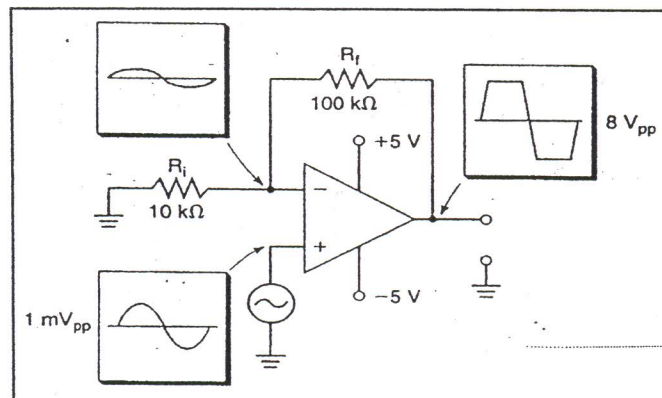 R_f
100 kΩ
+5 V
8 V_pp
R_i
10 kΩ
−
+
1 mV_pp
−5 V